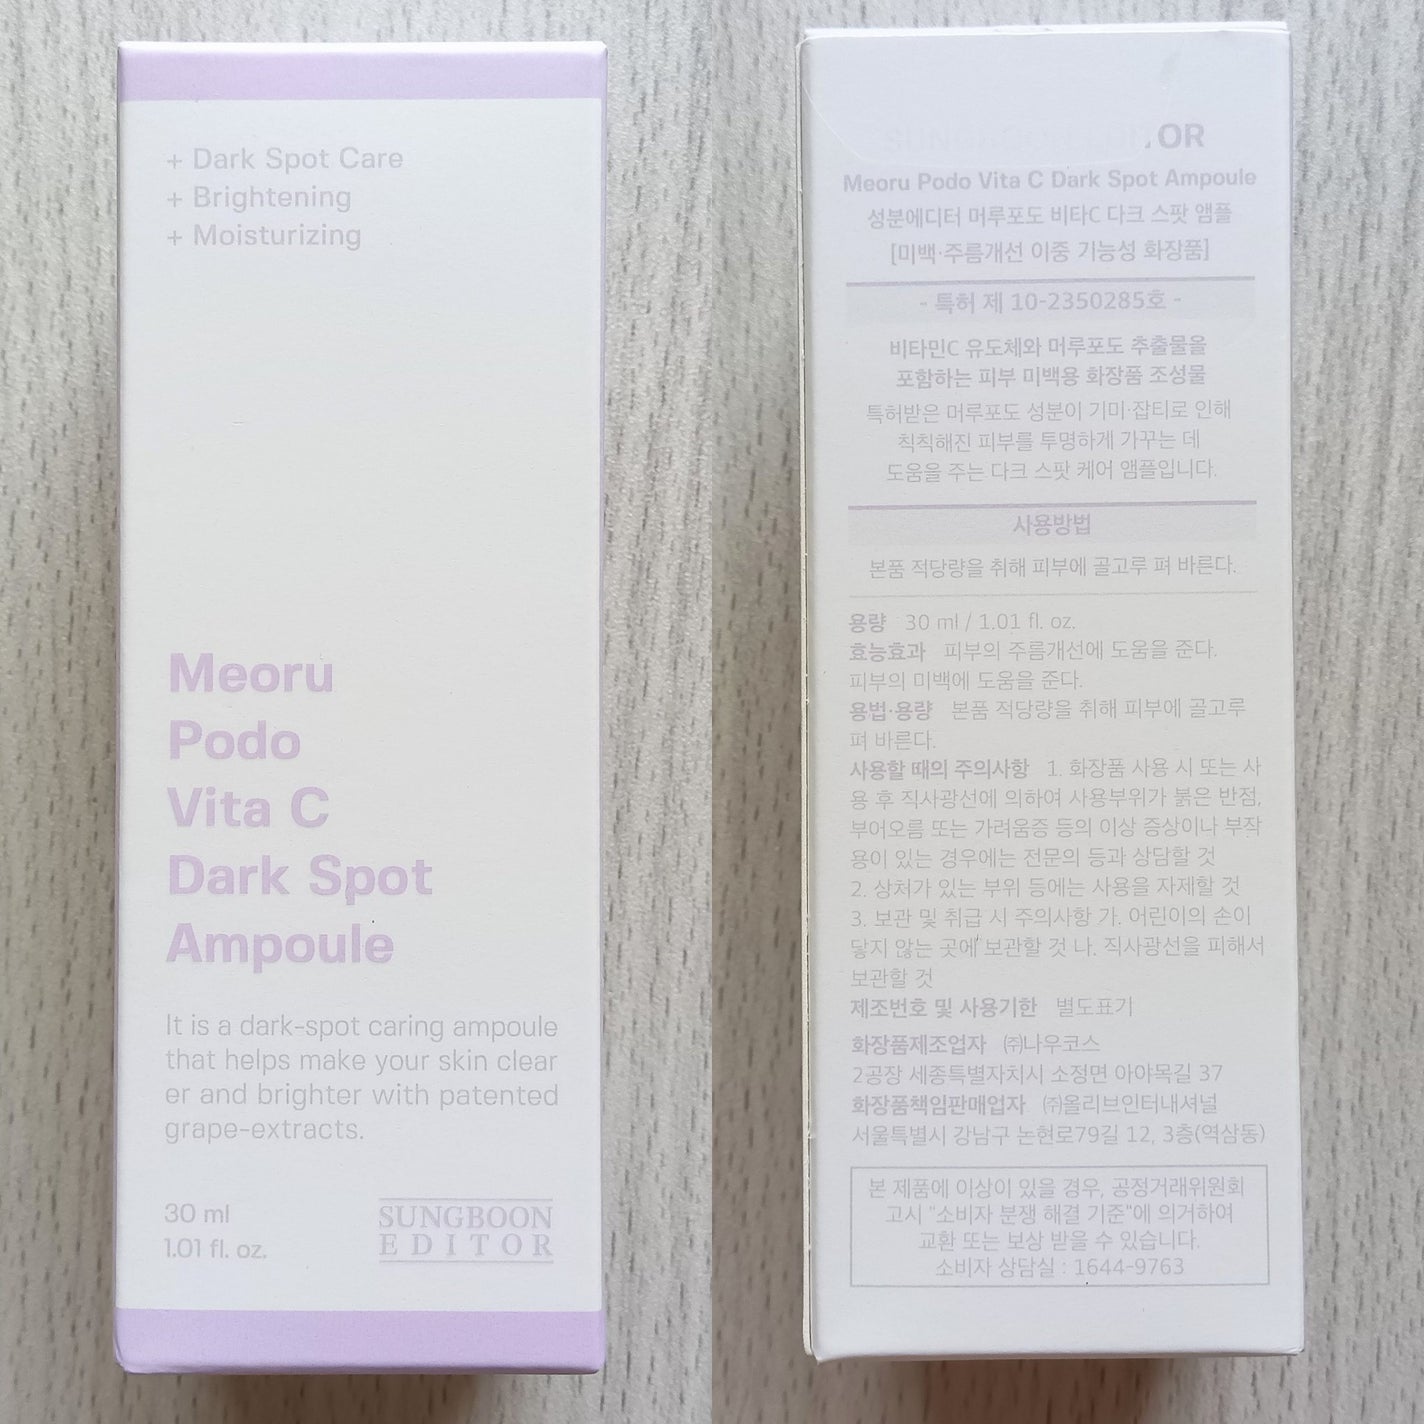 + Dark Spot Care
+ Brightening
+ Moisturizing
Meoru
Podo
Vita C
Dark Spot
Ampoule
It is a dark-spot caring ampoule
that helps make your skin clear
er and brighter with patented
grape-extracts.
30 ml
1.01 fl. oz.
SUNGBOON
EDITOR
SUNGBOON EDITOR
Meoru Podo Vita C Dark Spot Ampoule
성분에디터 머루포도 비타C 다크 스팟 앰플
[미백·주름개선 이중 기능성 화장품]
- 특허 제 10-2350285호 -
비타민C 유도체와 머루포도 추출물을
포함하는 피부 미백용 화장품 조성물
특허받은 머루포도 성분이 기미·잡티로 인해
칙칙해진 피부를 투명하게 가꾸는 데
도움을 주는 다크 스팟 케어 앰플입니다.
사용방법
본품 적당량을 취해 피부에 골고루 펴 바른다.
용량 30 ml / 1.01 fl. oz.
효능효과 피부의 주름개선에 도움을 준다.
피부의 미백에 도움을 준다.
용법·용량 본품 적당량을 취해 피부에 골고루
펴 바른다.
사용할 때의 주의사항 1. 화장품 사용 시 또는 사
용 후 직사광선에 의하여 사용부위가 붉은 반점,
부어오름 또는 가려움증 등의 이상 증상이나 부작
용이 있는 경우에는 전문의 등과 상담할 것
2. 상처가 있는 부위 등에는 사용을 자제할 것
3. 보관 및 취급 시 주의사항 가. 어린이의 손이
닿지 않는 곳에 보관할 것 나. 직사광선을 피해서
보관할 것
제조번호 및 사용기한 별도표기
화장품제조업자 ㈜나우코스
2공장 세종특별자치시 소정면 아야목길 37
화장품책임판매업자 ㈜올리브인터내셔널
서울특별시 강남구 논현로79길 12, 3층(역삼동)
본 제품에 이상이 있을 경우, 공정거래위원회
고시 "소비자 분쟁 해결 기준"에 의거하여
교환 또는 보상 받을 수 있습니다.
소비자 상담실 : 1644-9763